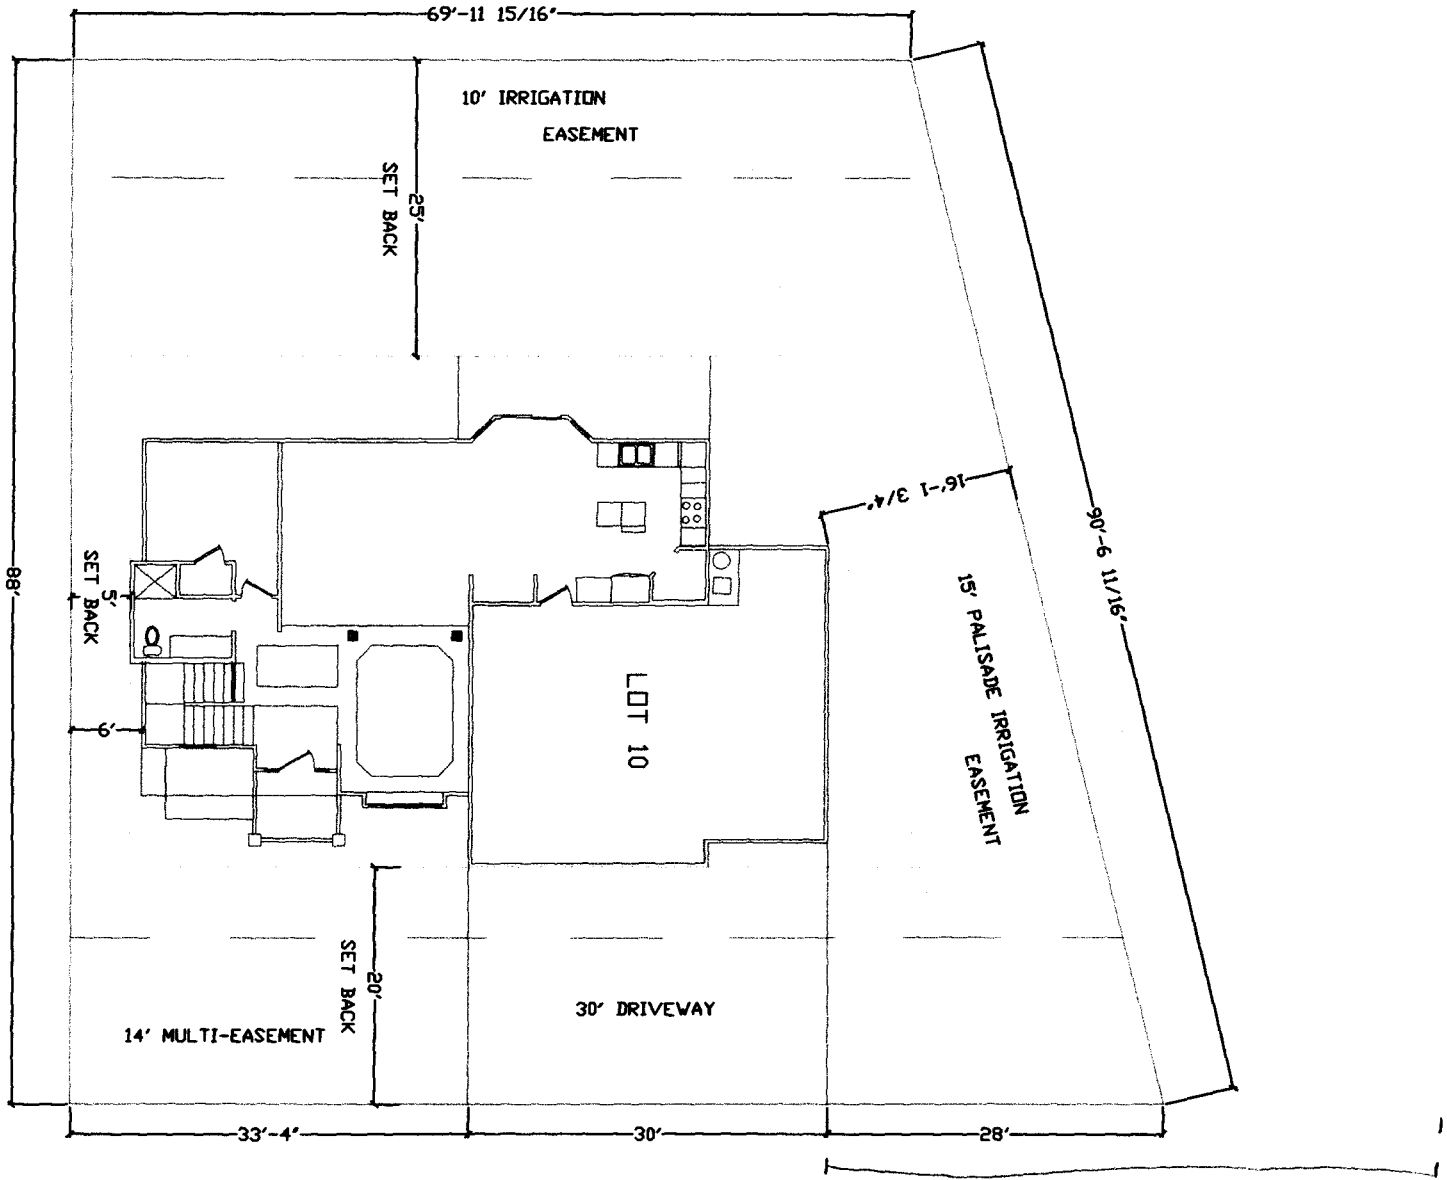 69'-11 15/16"
10' IRRIGATION
EASEMENT
SET BACK
25'
88'
16'-1 3/4"
90'-6 11/16"
SET BACK
5'
15' PALISADE IRRIGATION
EASEMENT
LOT 10
6'
SET BACK
20'
14' MULTI-EASEMENT
30' DRIVEWAY
33'-4"
30'
28'